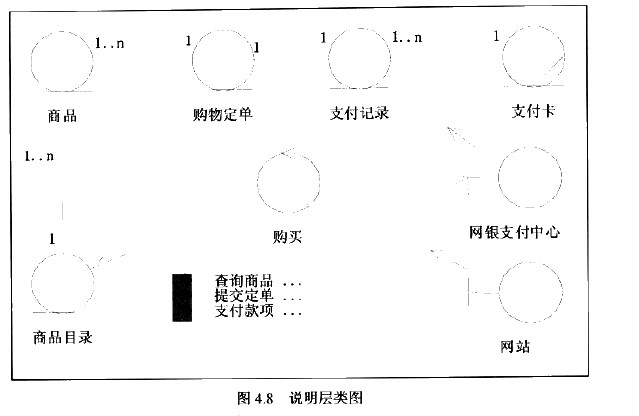 1..n
1
1
1
1..n
1
商品
购物定单
支付记录
支付卡
1..n
购买
网银支付中心
1
商品目录
查询商品 ...
提交定单 ...
支付款项 ...
网站
图 4.8 说明层类图